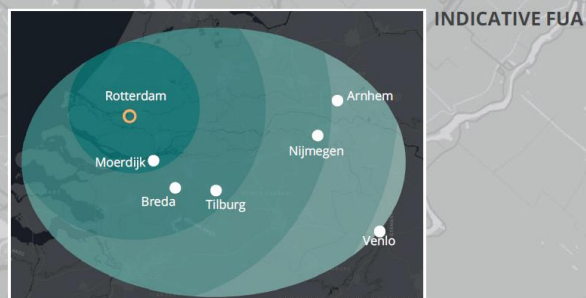 INDICATIVE FUA
Rotterdam
Arnhem
Nijmegen
Moerdijk
Breda
Tilburg
Venlo